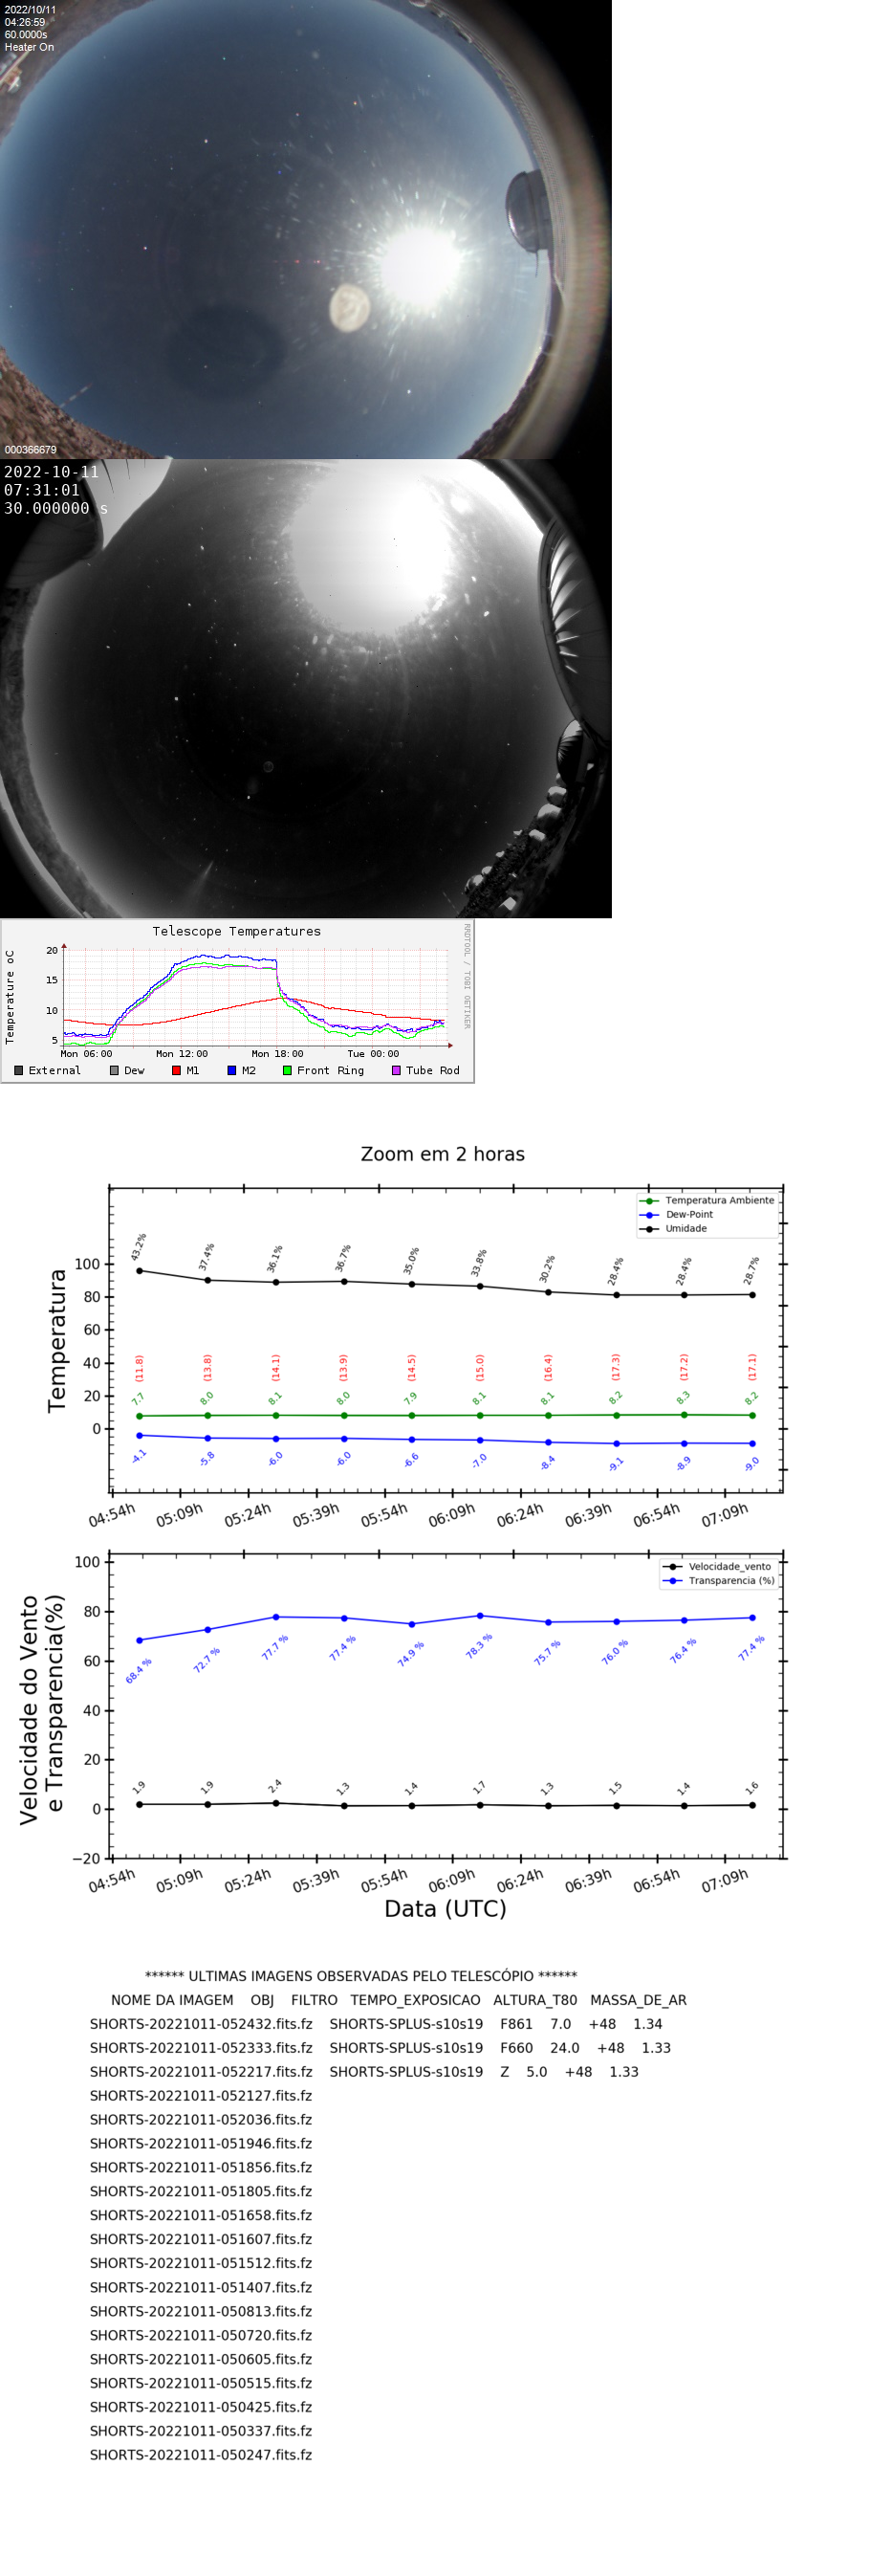 2022/10/11
04:26:59
60.0000s
Heater On
000366679
2022-10-11
07:31:01
30.000000 s
Telescope Temperatures
RRDTOOL / TOBI OETIKER
Temperature oC
20
15
10
5
Mon 06:00 Mon 12:00 Mon 18:00 Tue 00:00
External Dew M1 M2 Front Ring Tube Rod
Zoom em 2 horas
Temperatura Ambiente
Dew-Point
Umidade
Temperatura
100
80
60
40
20
0
43.2% 37.4% 36.1% 36.7% 35.0% 33.8% 30.2% 28.4% 28.4% 28.7%
(11.8) (13.8) (14.1) (13.9) (14.5) (15.0) (16.4) (17.3) (17.2) (17.1)
7.7 8.0 8.1 8.0 7.9 8.1 8.1 8.2 8.3 8.2
-4.1 -5.8 -6.0 -6.0 -6.6 -7.0 -8.4 -9.1 -8.9 -9.0
04:54h 05:09h 05:24h 05:39h 05:54h 06:09h 06:24h 06:39h 06:54h 07:09h
Velocidade_vento
Transparencia (%)
Velocidade do Vento
e Transparencia(%)
100
80
60
40
20
0
−20
68.4 % 72.7 % 77.7 % 77.4 % 74.9 % 78.3 % 75.7 % 76.0 % 76.4 % 77.4 %
1.9 1.9 2.4 1.3 1.4 1.7 1.3 1.5 1.4 1.6
04:54h 05:09h 05:24h 05:39h 05:54h 06:09h 06:24h 06:39h 06:54h 07:09h
Data (UTC)
****** ULTIMAS IMAGENS OBSERVADAS PELO TELESCÓPIO ******
NOME DA IMAGEM OBJ FILTRO TEMPO_EXPOSICAO ALTURA_T80 MASSA_DE_AR
SHORTS-20221011-052432.fits.fz SHORTS-SPLUS-s10s19 F861 7.0 +48 1.34
SHORTS-20221011-052333.fits.fz SHORTS-SPLUS-s10s19 F660 24.0 +48 1.33
SHORTS-20221011-052217.fits.fz SHORTS-SPLUS-s10s19 Z 5.0 +48 1.33
SHORTS-20221011-052127.fits.fz
SHORTS-20221011-052036.fits.fz
SHORTS-20221011-051946.fits.fz
SHORTS-20221011-051856.fits.fz
SHORTS-20221011-051805.fits.fz
SHORTS-20221011-051658.fits.fz
SHORTS-20221011-051607.fits.fz
SHORTS-20221011-051512.fits.fz
SHORTS-20221011-051407.fits.fz
SHORTS-20221011-050813.fits.fz
SHORTS-20221011-050720.fits.fz
SHORTS-20221011-050605.fits.fz
SHORTS-20221011-050515.fits.fz
SHORTS-20221011-050425.fits.fz
SHORTS-20221011-050337.fits.fz
SHORTS-20221011-050247.fits.fz